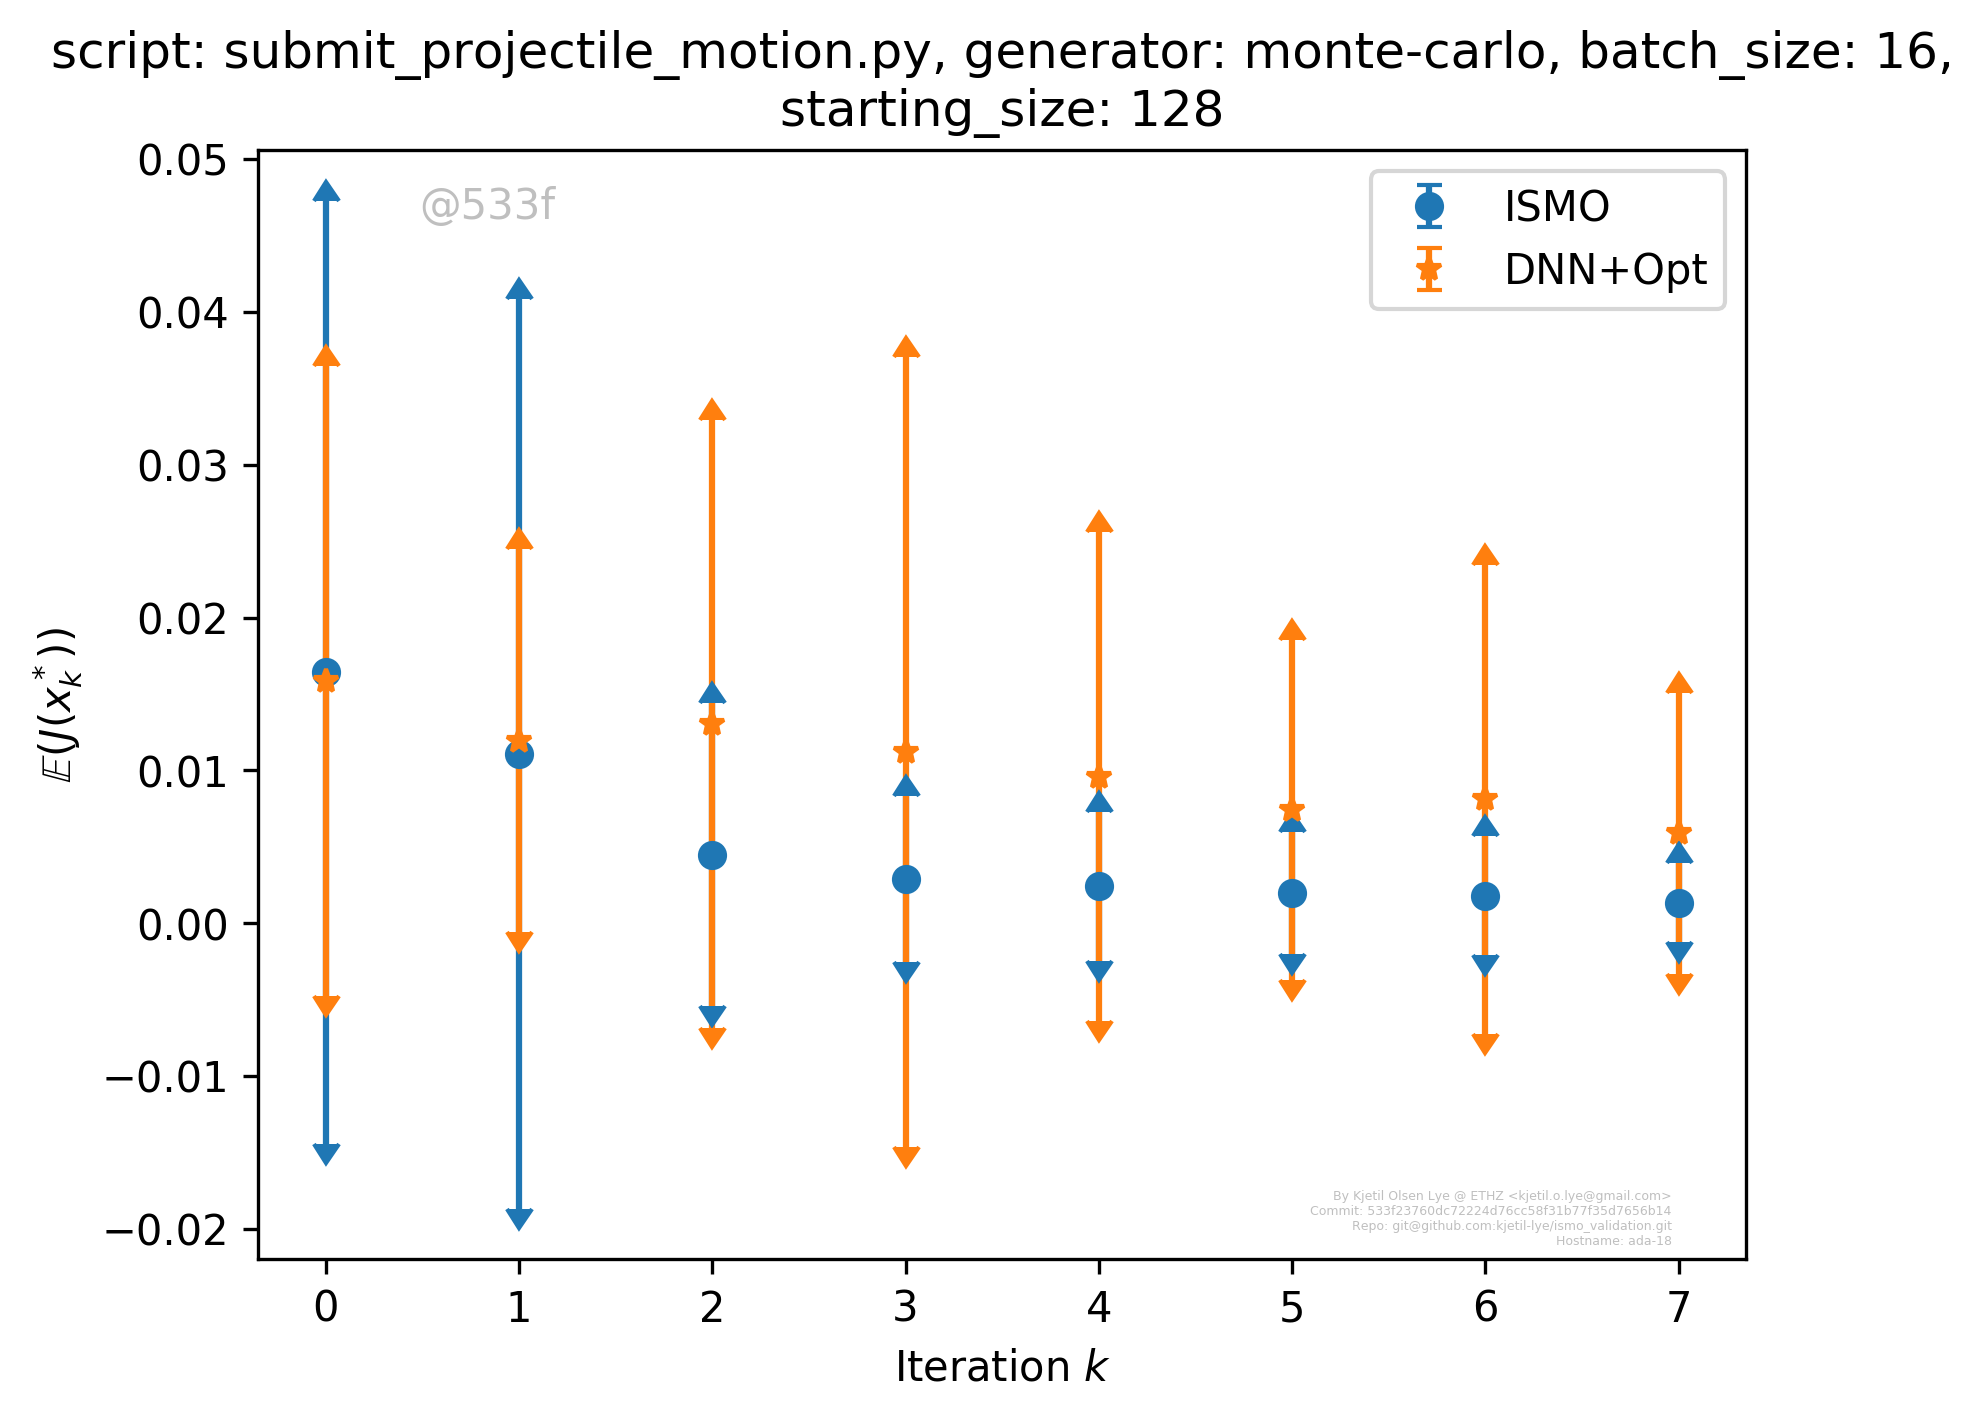 script: submit_projectile_motion.py, generator: monte-carlo, batch_size: 16,
starting_size: 128
0.05
0.04
0.03
0.02
0.01
0.00
−0.01
−0.02
𝔼(J(x*k))
@533f
ISMO
DNN+Opt
By Kjetil Olsen Lye @ ETHZ <kjetil.o.lye@gmail.com>
Commit: 533f23760dc72224d76cc58f31b77f35d7656b14
Repo: git@github.com:kjetil-lye/ismo_validation.git
Hostname: ada-18
0 1 2 3 4 5 6 7
Iteration k